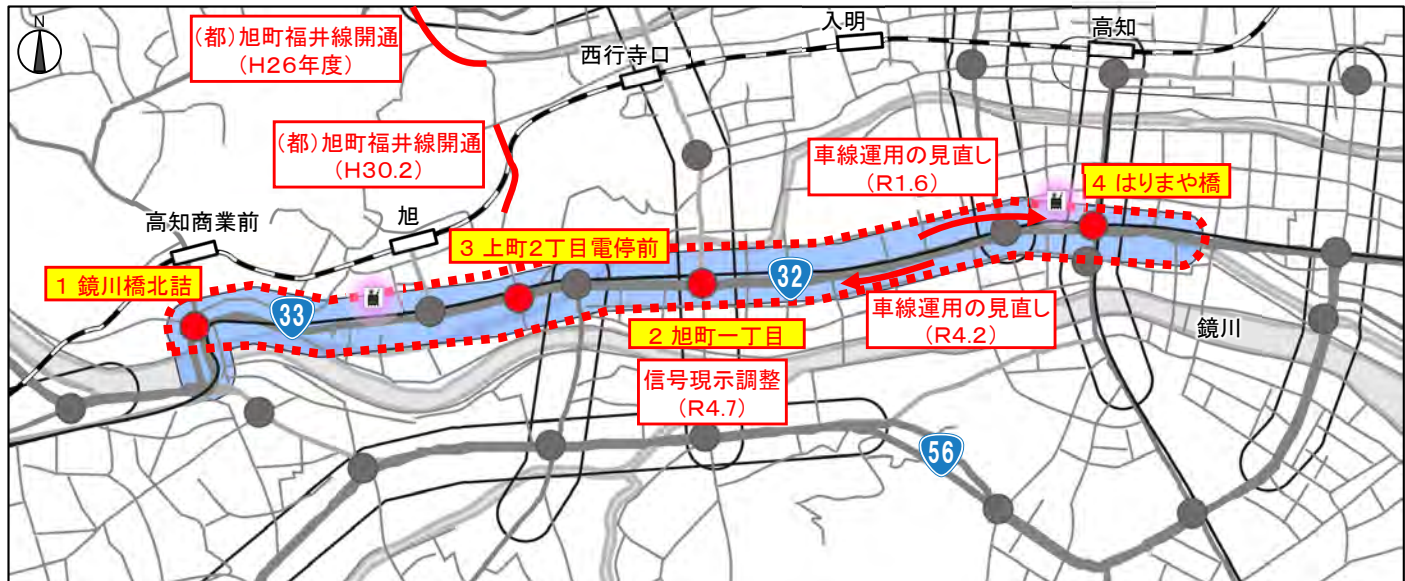 N
(都)旭町福井線開通
(H26年度)
入明
高知
西行寺口
(都)旭町福井線開通
(H30.2)
車線運用の見直し
(R1.6)
4 はりまや橋
高知商業前
旭
3 上町2丁目電停前
1 鏡川橋北詰
33
32
車線運用の見直し
(R4.2)
鏡川
2 旭町一丁目
信号現示調整
(R4.7)
56